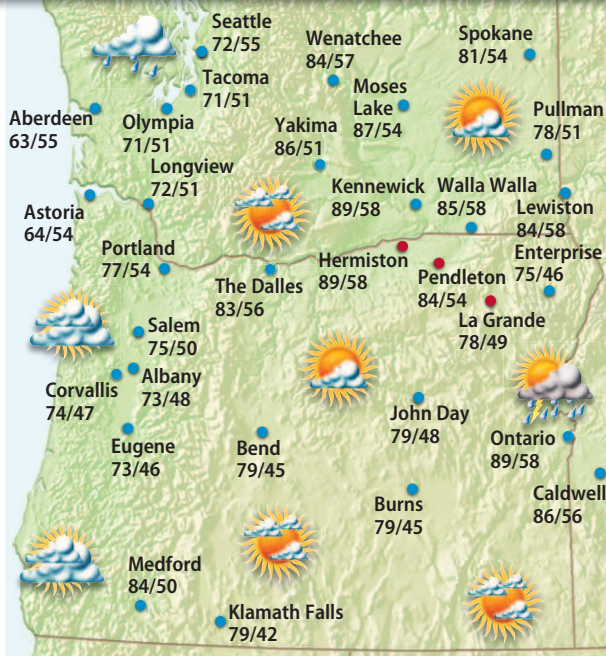 Seattle
72/55
Wenatchee
84/57
Spokane
81/54
Tacoma
71/51
Moses
Lake
87/54
Aberdeen
63/55
Olympia
71/51
Yakima
86/51
Pullman
78/51
Longview
72/51
Kennewick
89/58
Walla Walla
85/58
Lewiston
84/58
Astoria
64/54
Portland
77/54
The Dalles
83/56
Hermiston
89/58
Pendleton
84/54
Enterprise
75/46
La Grande
78/49
Salem
75/50
Corvallis
74/47
Albany
73/48
Eugene
73/46
Bend
79/45
John Day
79/48
Ontario
89/58
Burns
79/45
Caldwell
86/56
Medford
84/50
Klamath Falls
79/42